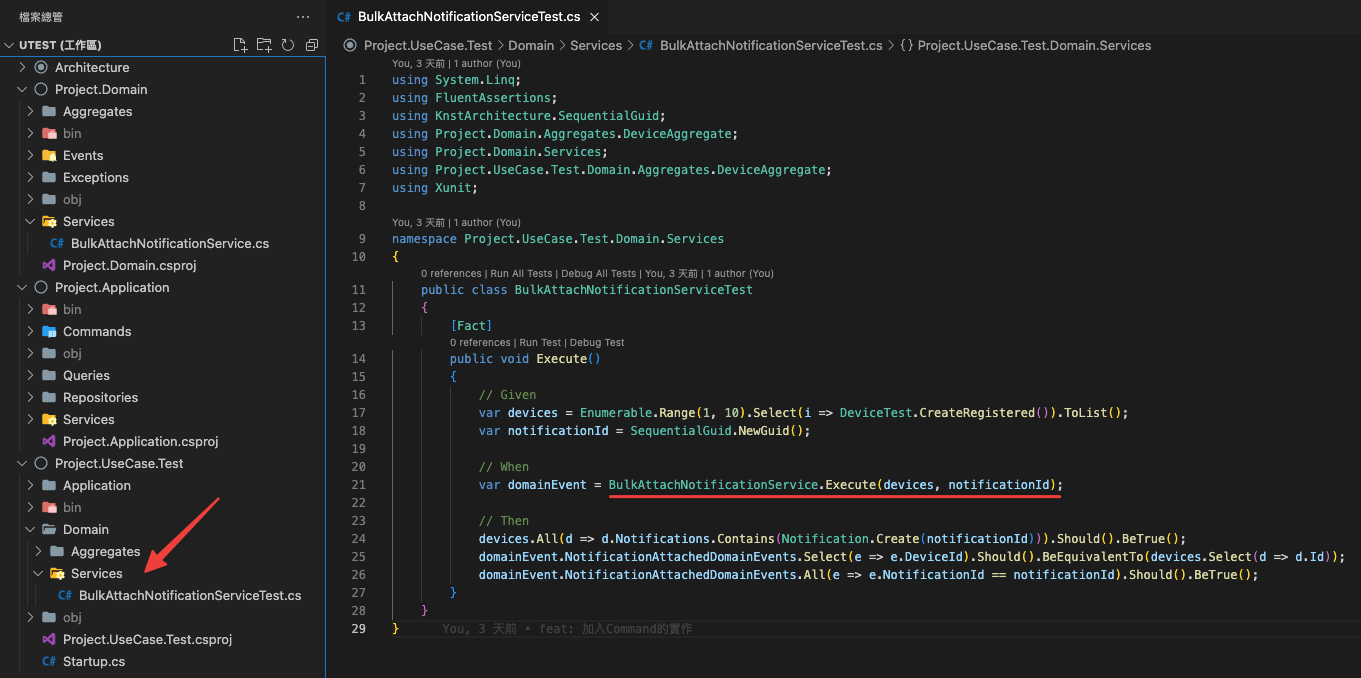 檔案總管
UTEST (工作區)
Architecture
Project.Domain
Aggregates
bin
Events
Exceptions
obj
Services
C# BulkAttachNotificationService.cs
Project.Domain.csproj
Project.Application
bin
Commands
obj
Queries
Repositories
Services
Project.Application.csproj
Project.UseCase.Test
Application
bin
Domain
Aggregates
Services
C# BulkAttachNotificationServiceTest.cs
obj
Project.UseCase.Test.csproj
C# Startup.cs
C# BulkAttachNotificationServiceTest.cs
Project.UseCase.Test > Domain > Services > C# BulkAttachNotificationServiceTest.cs > {} Project.UseCase.Test.Domain.Services
You, 3 天前 | 1 author (You)
1 using System.Linq;
2 using FluentAssertions;
3 using KnstArchitecture.SequentialGuid;
4 using Project.Domain.Aggregates.DeviceAggregate;
5 using Project.Domain.Services;
6 using Project.UseCase.Test.Domain.Aggregates.DeviceAggregate;
7 using Xunit;
8
You, 3 天前 | 1 author (You)
9 namespace Project.UseCase.Test.Domain.Services
10 {
0 references | Run All Tests | Debug All Tests | You, 3 天前 | 1 author (You)
11 public class BulkAttachNotificationServiceTest
12 {
13 [Fact]
0 references | Run Test | Debug Test
14 public void Execute()
15 {
16 // Given
17 var devices = Enumerable.Range(1, 10).Select(i => DeviceTest.CreateRegistered()).ToList();
18 var notificationId = SequentialGuid.NewGuid();
19
20 // When
21 var domainEvent = BulkAttachNotificationService.Execute(devices, notificationId);
22
23 // Then
24 devices.All(d => d.Notifications.Contains(Notification.Create(notificationId))).Should().BeTrue();
25 domainEvent.NotificationAttachedDomainEvents.Select(e => e.DeviceId).Should().BeEquivalentTo(devices.Select(d => d.Id));
26 domainEvent.NotificationAttachedDomainEvents.All(e => e.NotificationId == notificationId).Should().BeTrue();
27 }
28 }
29 } You, 3 天前 • feat: 加入Command的實作